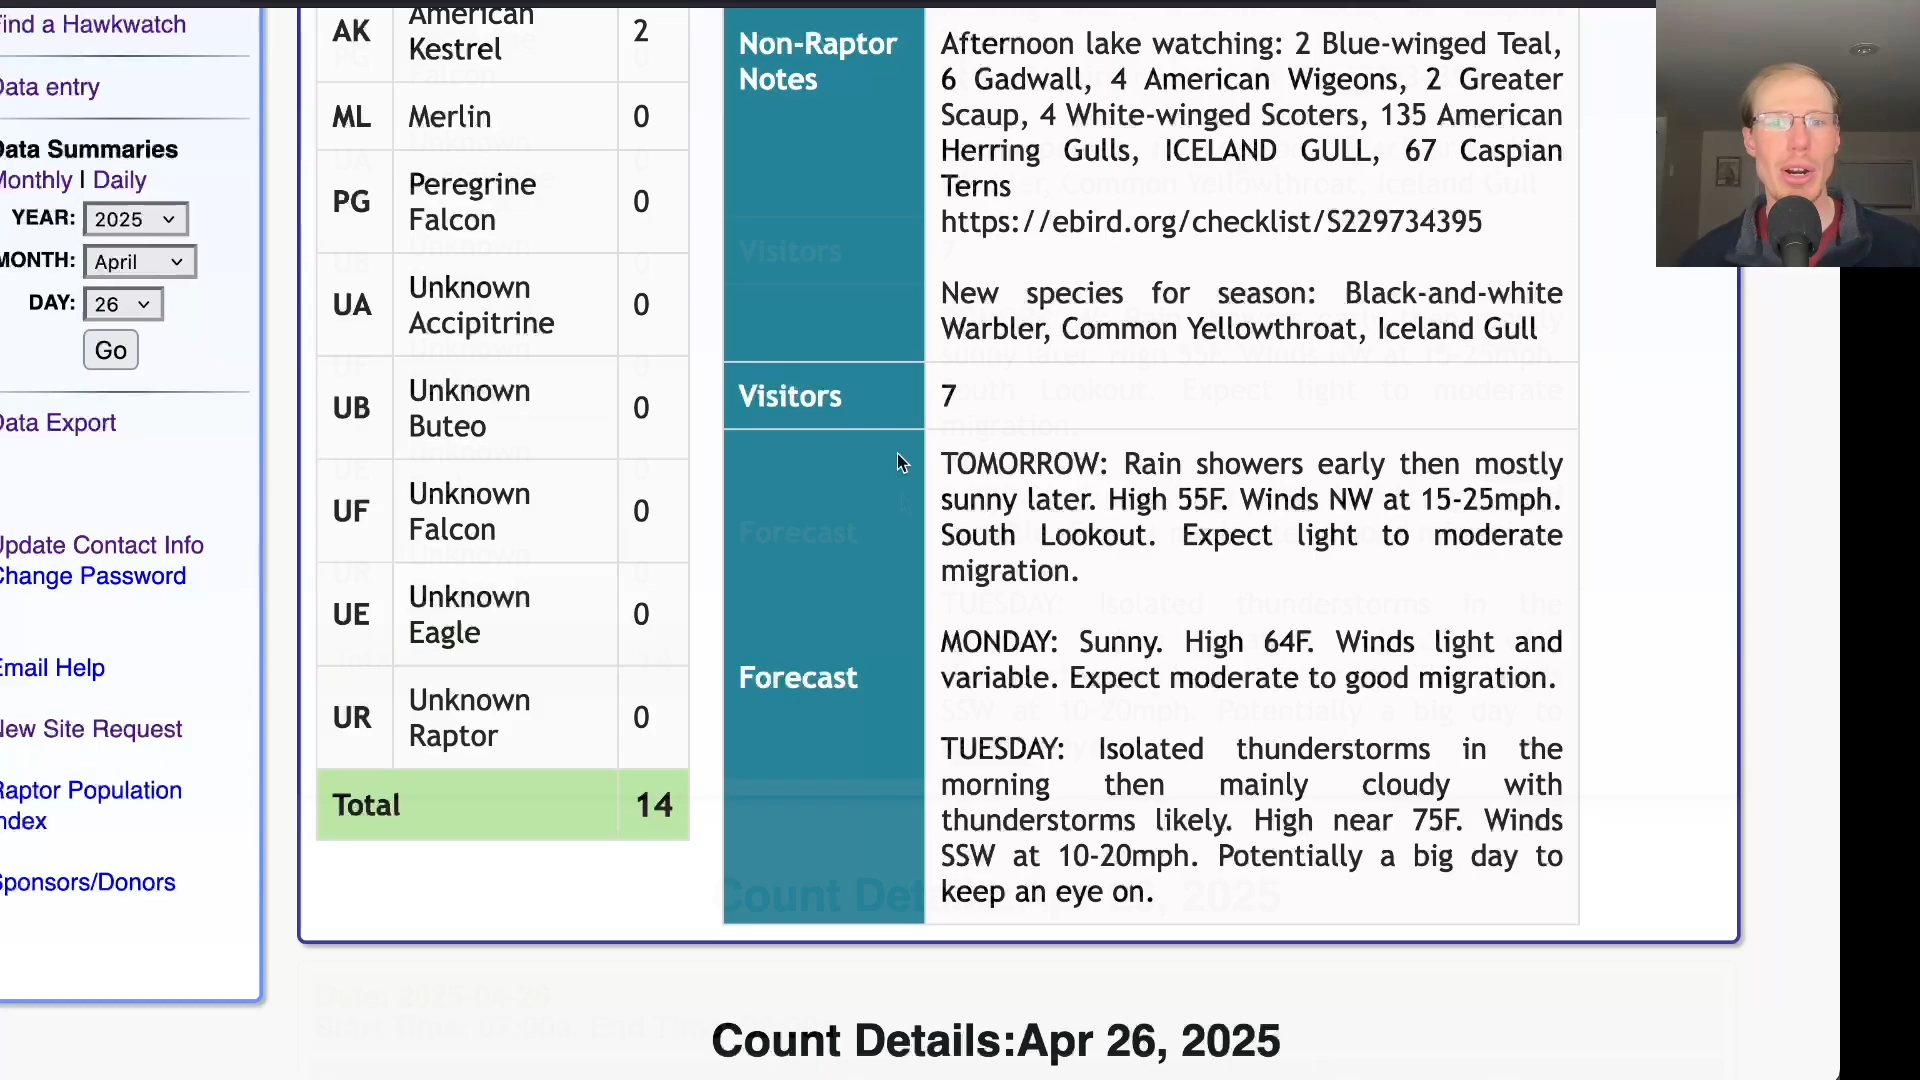 Find a Hawkwatch
Data entry
Data Summaries
Monthly | Daily
YEAR: 2025
MONTH: April
DAY: 26
Go
Data Export
Update Contact Info
Change Password
Email Help
New Site Request
Raptor Population
Index
Sponsors/Donors
AK American Kestrel 2
ML Merlin 0
PG Peregrine Falcon 0
UA Unknown Accipitrine 0
UB Unknown Buteo 0
UF Unknown Falcon 0
UE Unknown Eagle 0
UR Unknown Raptor 0
Total 14
Non-Raptor
Notes
Afternoon lake watching: 2 Blue-winged Teal,
6 Gadwall, 4 American Wigeons, 2 Greater
Scaup, 4 White-winged Scoters, 135 American
Herring Gulls, ICELAND GULL, 67 Caspian
Terns
https://ebird.org/checklist/S229734395
New species for season: Black-and-white
Warbler, Common Yellowthroat, Iceland Gull
Visitors 7
Forecast
TOMORROW: Rain showers early then mostly
sunny later. High 55F. Winds NW at 15-25mph.
South Lookout. Expect light to moderate
migration.
MONDAY: Sunny. High 64F. Winds light and
variable. Expect moderate to good migration.
TUESDAY: Isolated thunderstorms in the
morning then mainly cloudy with
thunderstorms likely. High near 75F. Winds
SSW at 10-20mph. Potentially a big day to
keep an eye on.
Count Details:Apr 26, 2025